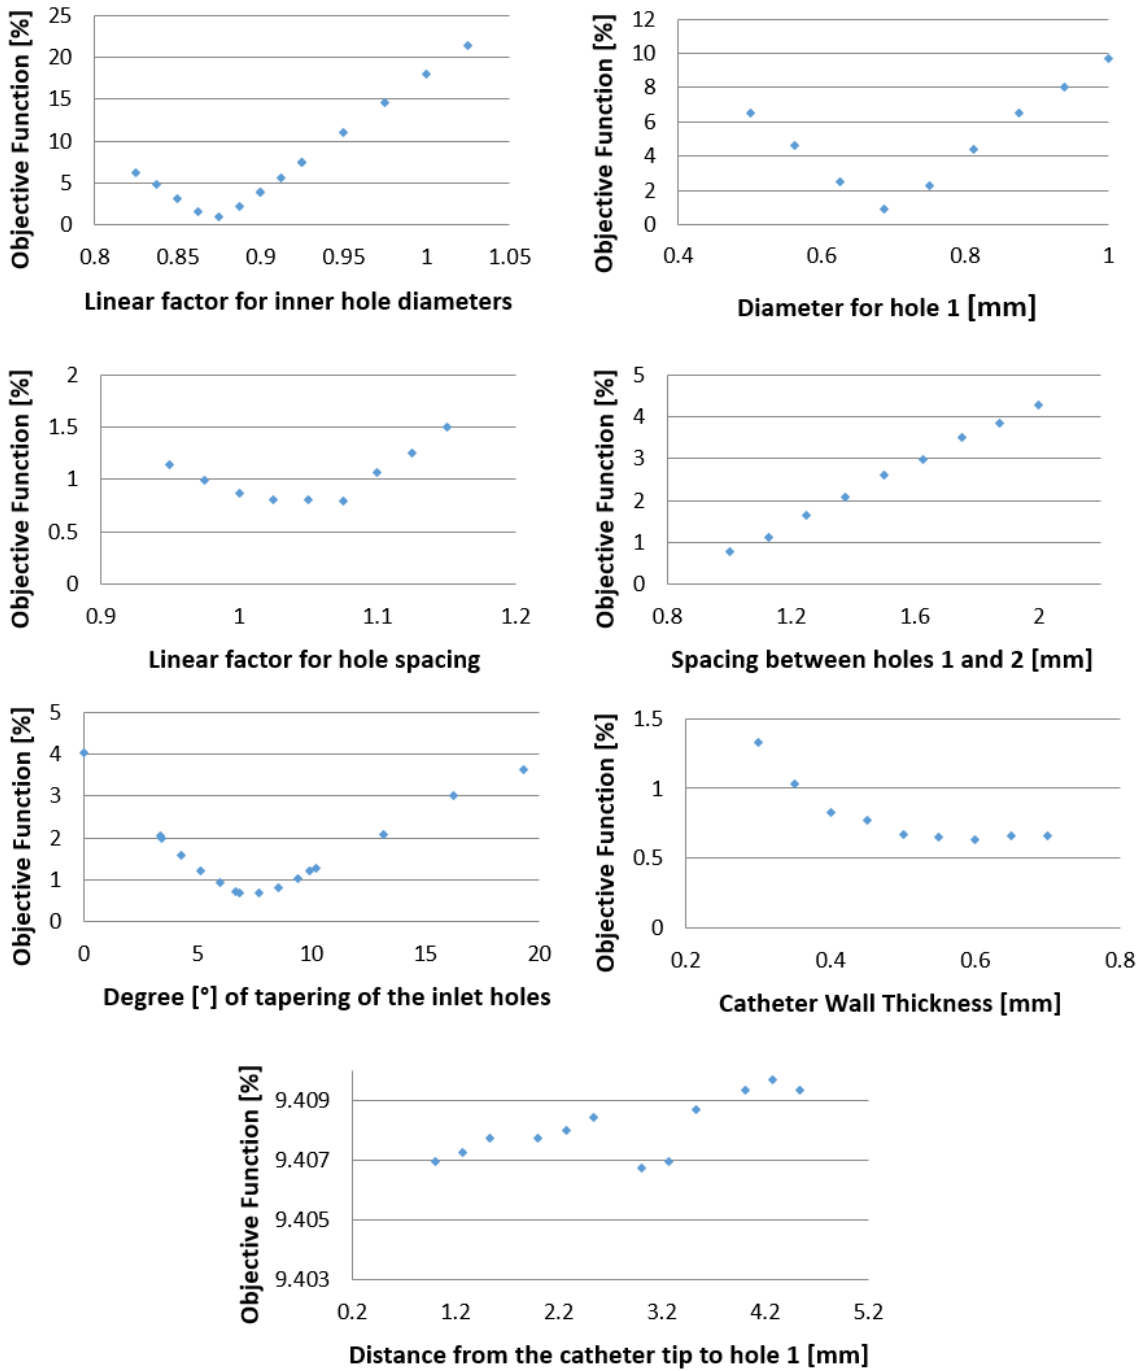 Objective Function [%]
25
20
15
10
5
0
0.8 0.85 0.9 0.95 1 1.05
Linear factor for inner hole diameters
Objective Function [%]
12
10
8
6
4
2
0
0.4 0.6 0.8 1
Diameter for hole 1 [mm]
Objective Function [%]
2
1.5
1
0.5
0
0.9 1 1.1 1.2
Linear factor for hole spacing
Objective Function [%]
5
4
3
2
1
0
0.8 1.2 1.6 2
Spacing between holes 1 and 2 [mm]
Objective Function [%]
5
4
3
2
1
0
0 5 10 15 20
Degree [°] of tapering of the inlet holes
Objective Function [%]
1.5
1
0.5
0
0.2 0.4 0.6 0.8
Catheter Wall Thickness [mm]
Objective Function [%]
9.409
9.407
9.405
9.403
0.2 1.2 2.2 3.2 4.2 5.2
Distance from the catheter tip to hole 1 [mm]